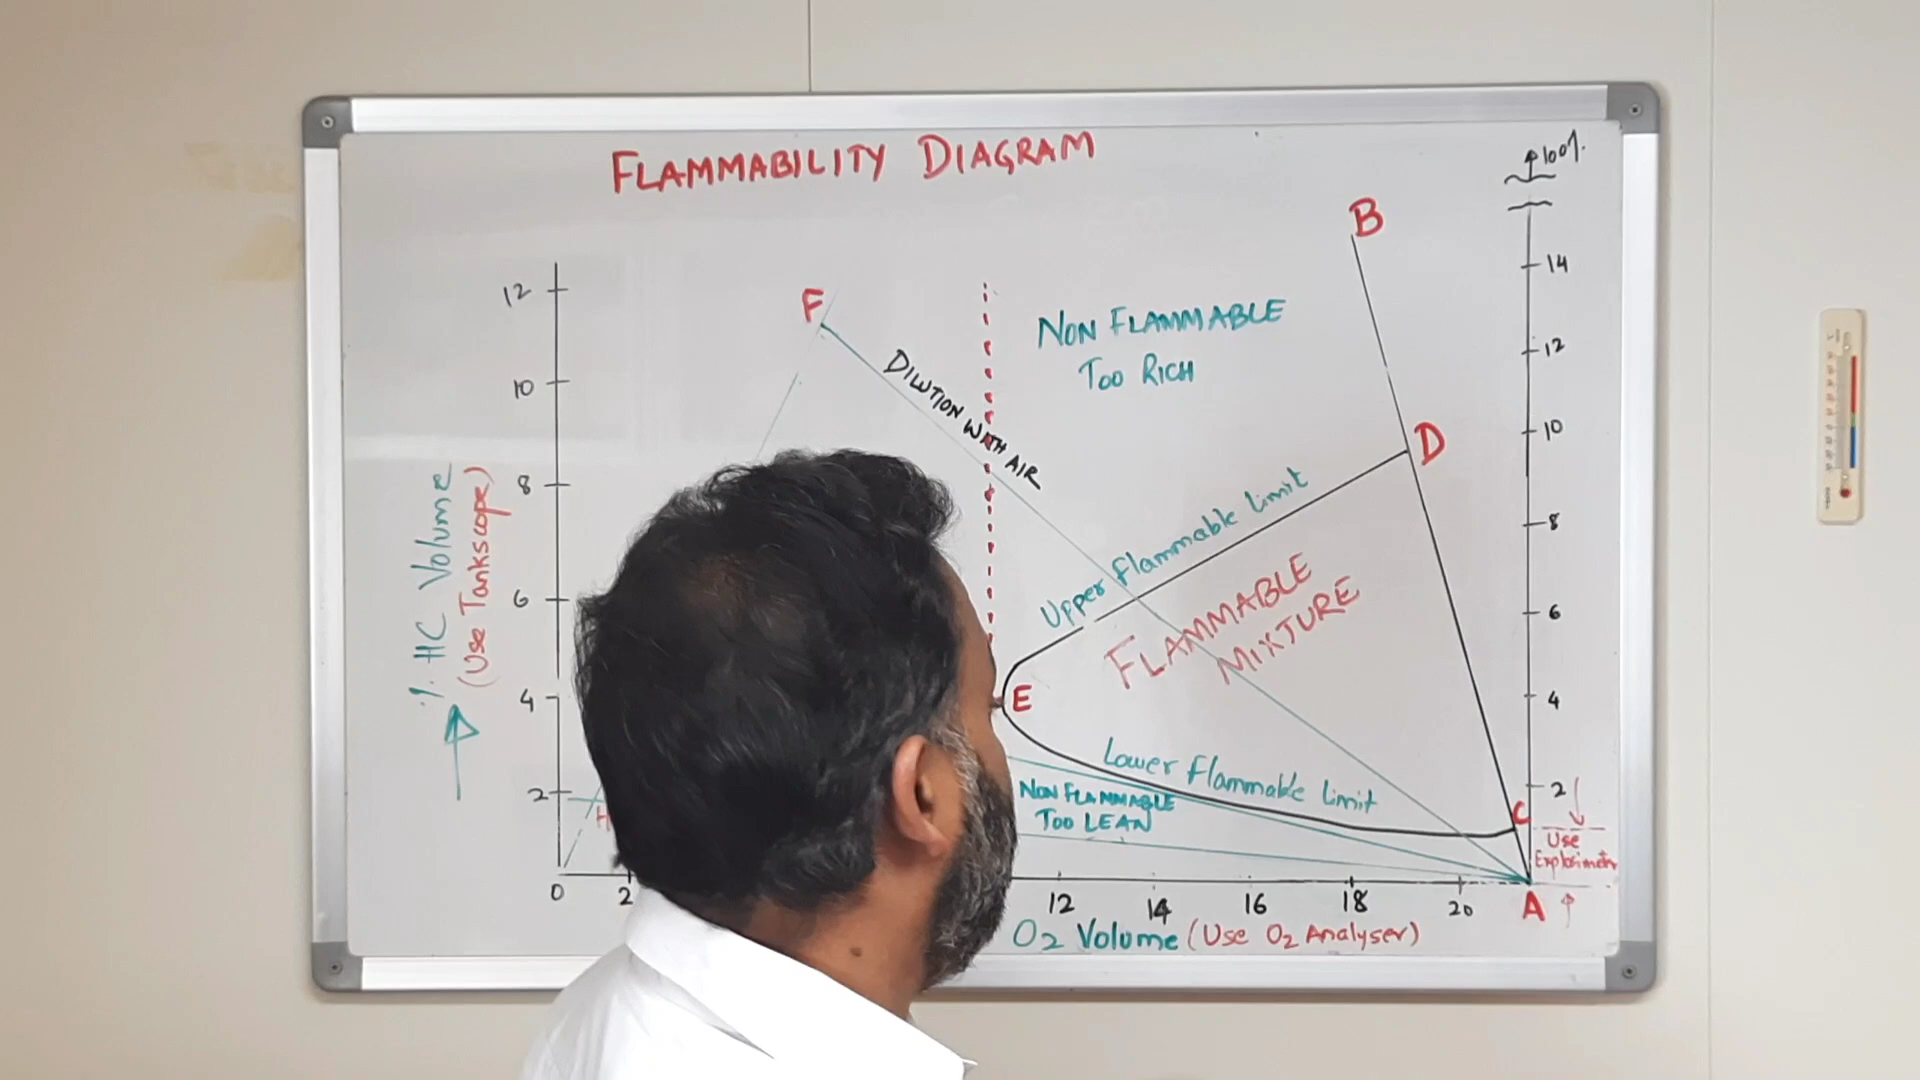 FLAMMABILITY DIAGRAM
↑100%
B
14
12
10
8
6
4
2
12
10
8
6
4
2
F
DILUTION WITH AIR
NON FLAMMABLE
TOO RICH
D
Upper Flammable Limit
FLAMMABLE
MIXTURE
% HC Volume
(Use Tankscope)
E
Lower Flammable Limit
NON FLAMMABLE
TOO LEAN
C
Use
Explosimeter
H
0 2 12 14 16 18 20 A
O2 Volume (Use O2 Analyser)